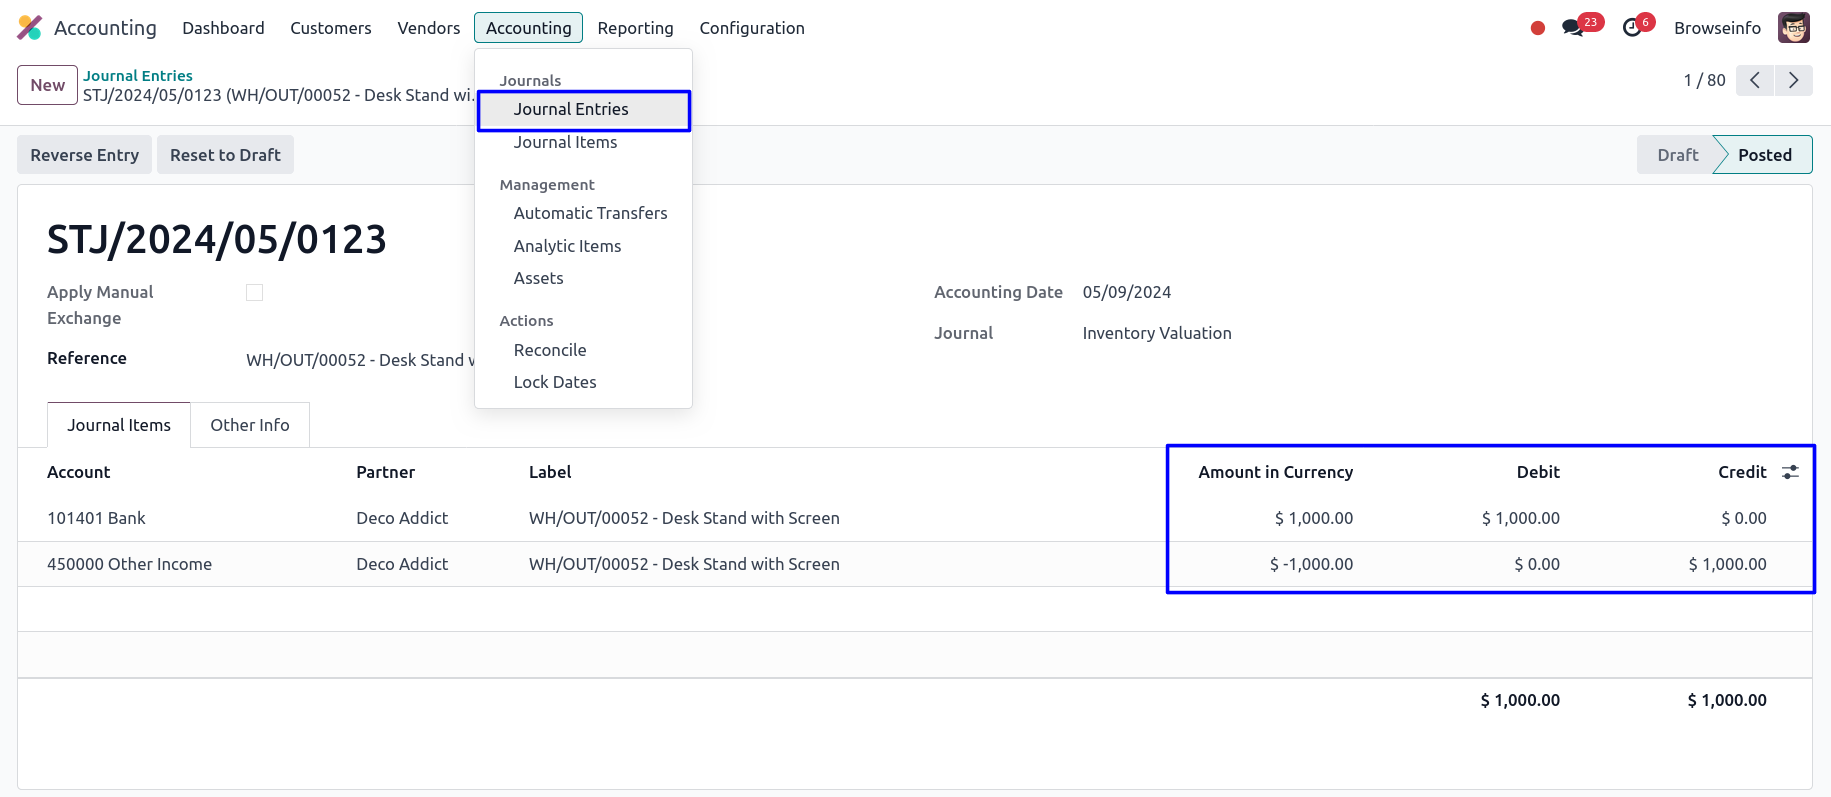 Accounting Dashboard Customers Vendors Accounting Reporting Configuration 23 6 Browseinfo
New Journal Entries
STJ/2024/05/0123 (WH/OUT/00052 - Desk Stand wi... 1 / 80
Journals
Journal Entries
Journal Items
Management
Automatic Transfers
Analytic Items
Assets
Actions
Reconcile
Lock Dates
Reverse Entry Reset to Draft Draft Posted
STJ/2024/05/0123
Apply Manual
Exchange
Accounting Date 05/09/2024
Journal Inventory Valuation
Reference WH/OUT/00052 - Desk Stand
Journal Items Other Info
Account Partner Label Amount in Currency Debit Credit
101401 Bank Deco Addict WH/OUT/00052 - Desk Stand with Screen $ 1,000.00 $ 1,000.00 $ 0.00
450000 Other Income Deco Addict WH/OUT/00052 - Desk Stand with Screen $ -1,000.00 $ 0.00 $ 1,000.00
$ 1,000.00 $ 1,000.00